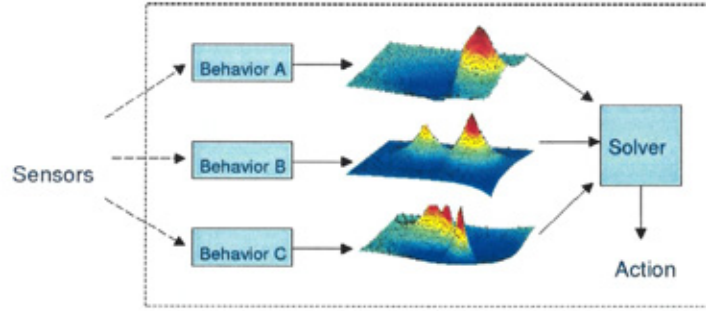 Behavior A
Behavior B
Sensors
Solver
Behavior C
Action